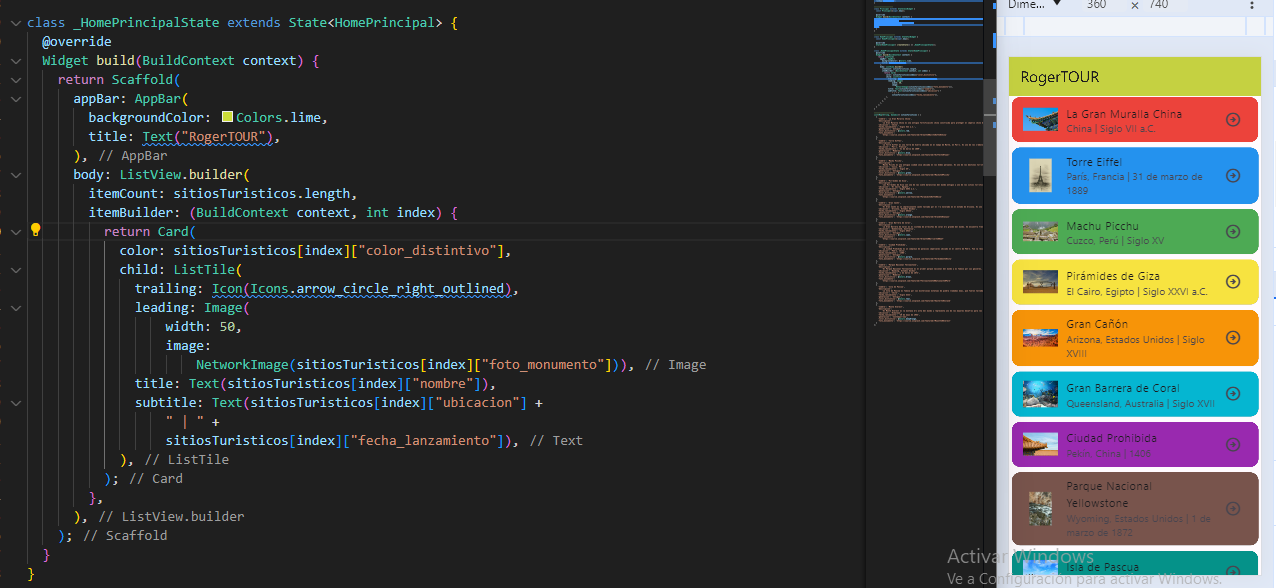 class _HomePrincipalState extends State<HomePrincipal> {
@override
Widget build(BuildContext context) {
return Scaffold(
appBar: AppBar(
backgroundColor: Colors.lime,
title: Text("RogerTOUR"),
), // AppBar
body: ListView.builder(
itemCount: sitiosTuristicos.length,
itemBuilder: (BuildContext context, int index) {
return Card(
color: sitiosTuristicos[index]["color_distintivo"],
child: ListTile(
trailing: Icon(Icons.arrow_circle_right_outlined),
leading: Image(
width: 50,
image:
NetworkImage(sitiosTuristicos[index]["foto_monumento"])), // Image
title: Text(sitiosTuristicos[index]["nombre"]),
subtitle: Text(sitiosTuristicos[index]["ubicacion"] +
" | " +
sitiosTuristicos[index]["fecha_lanzamiento"]), // Text
), // ListTile
); // Card
},
), // ListView.builder
); // Scaffold
}
}
Dime... 360 × 740
RogerTOUR
La Gran Muralla China
China | Siglo VII a.C.
Torre Eiffel
París, Francia | 31 de marzo de
1889
Machu Picchu
Cuzco, Perú | Siglo XV
Pirámides de Giza
El Cairo, Egipto | Siglo XXVI a.C.
Gran Cañón
Arizona, Estados Unidos | Siglo
XVIII
Gran Barrera de Coral
Queensland, Australia | Siglo XVII
Ciudad Prohibida
Pekín, China | 1406
Parque Nacional
Yellowstone
Wyoming, Estados Unidos | 1 de
marzo de 1872
Isla de Pascua
Activar Windows
Ve a Configuración para activar Windows.